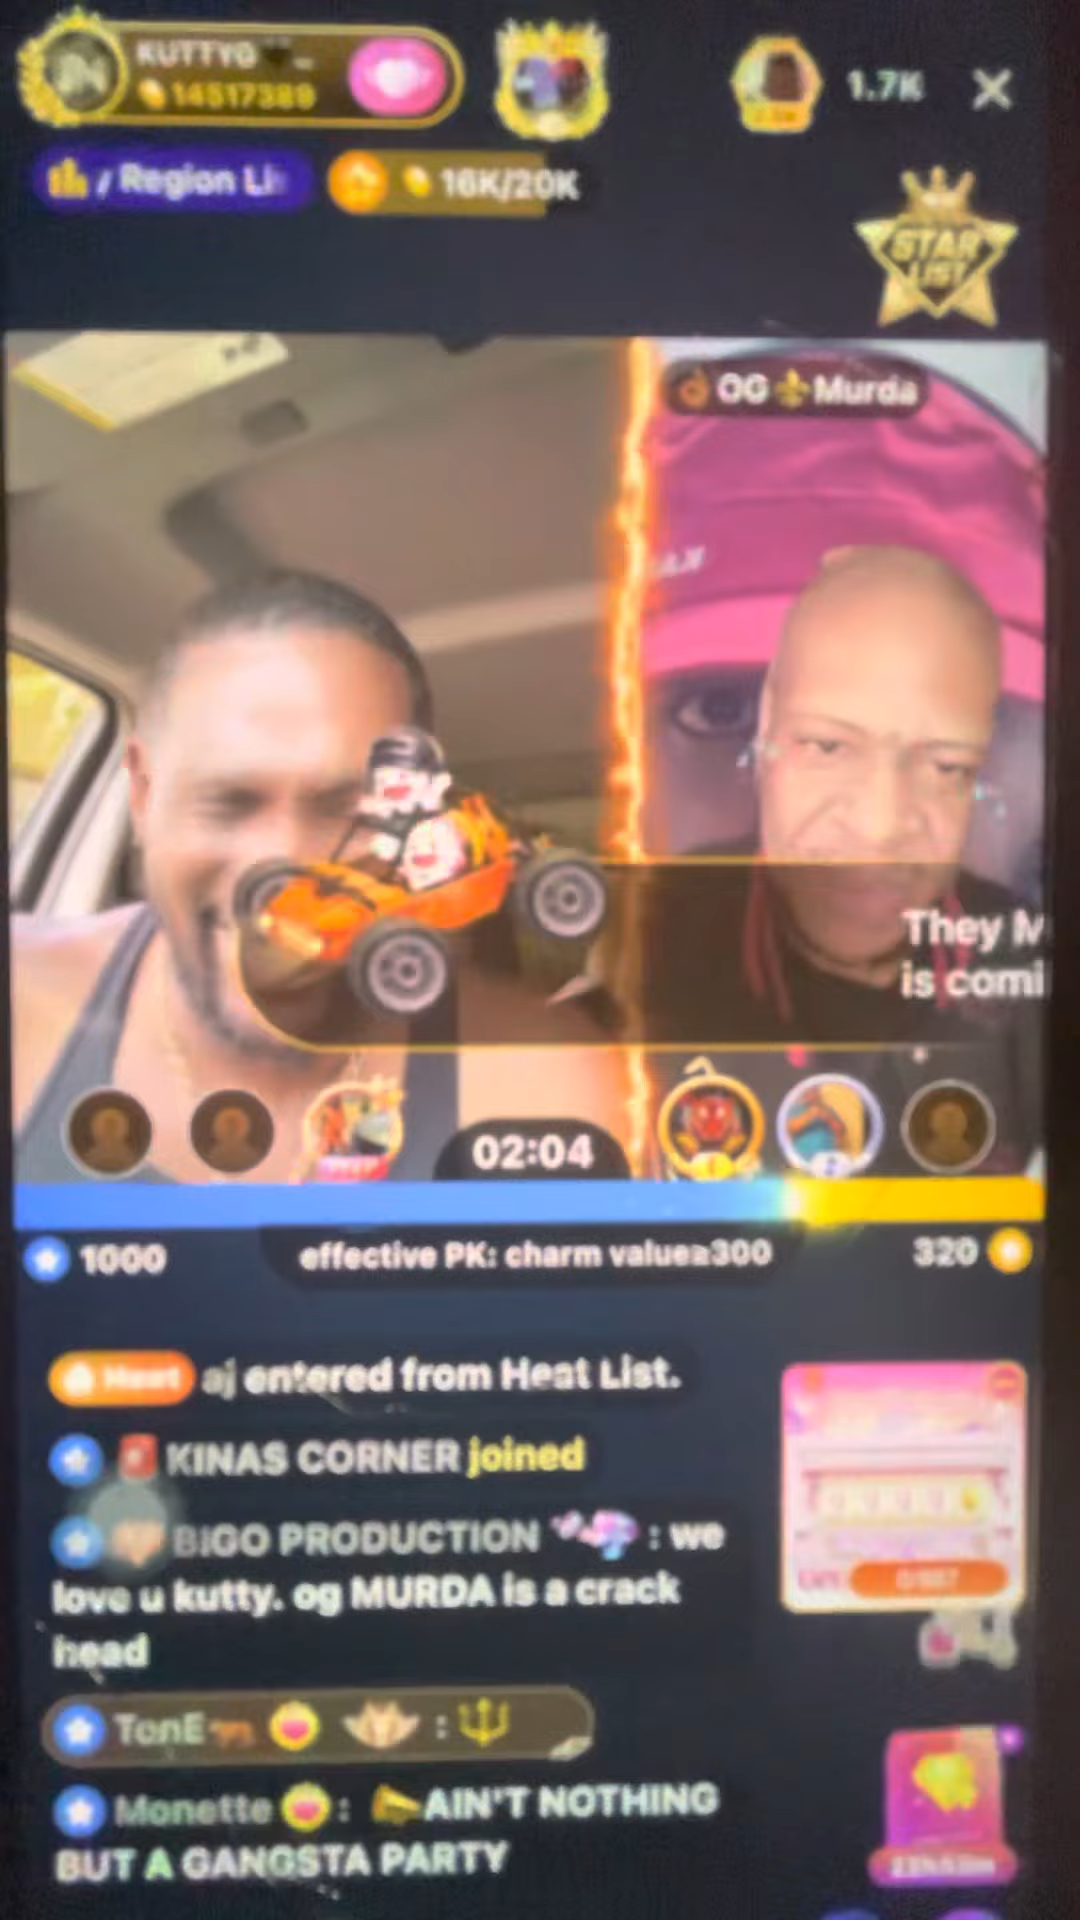 KUTTYG
14517389
1.7K
/ Region Li
16K/20K
STAR
LIST
OG Murda
They M
is comi
02:04
1000
effective PK: charm value≥300
320
aj entered from Heat List.
KINAS CORNER joined
BIGO PRODUCTION : we
love u kutty. og MURDA is a crack
head
TonE :
Monette : AIN'T NOTHING
BUT A GANGSTA PARTY